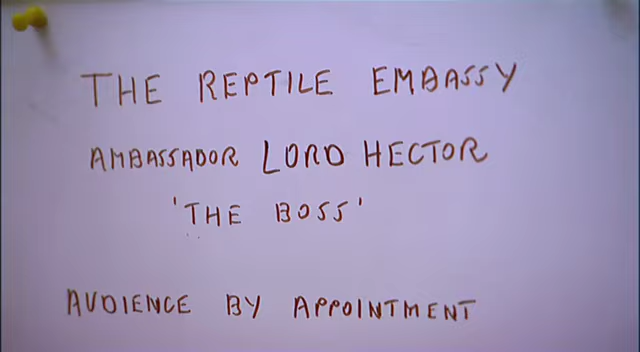 THE REPTILE EMBASSY
AMBASSADOR LORD HECTOR
'THE BOSS'
AUDIENCE BY APPOINTMENT